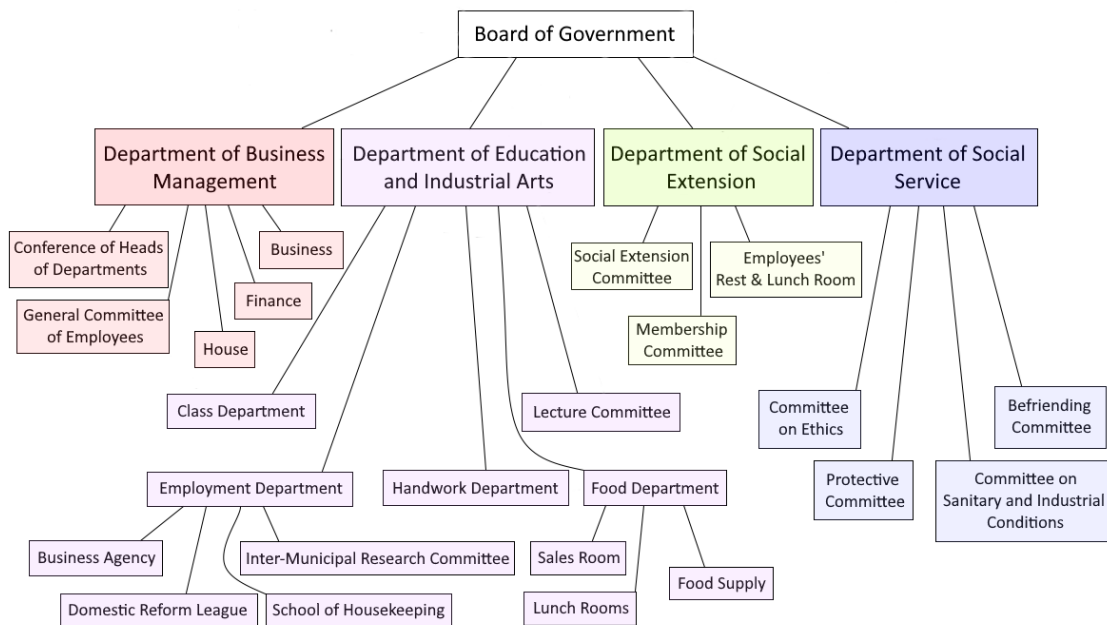 Board of Government
Department of Business
Management
Department of Education
and Industrial Arts
Department of Social
Extension
Department of Social
Service
Conference of Heads
of Departments
General Committee
of Employees
House
Finance
Business
Social Extension
Committee
Membership
Committee
Employees'
Rest & Lunch Room
Class Department
Lecture Committee
Committee
on Ethics
Protective
Committee
Committee on
Sanitary and Industrial
Conditions
Befriending
Committee
Employment Department
Handwork Department
Food Department
Business Agency
Domestic Reform League
School of Housekeeping
Inter-Municipal Research Committee
Sales Room
Lunch Rooms
Food Supply